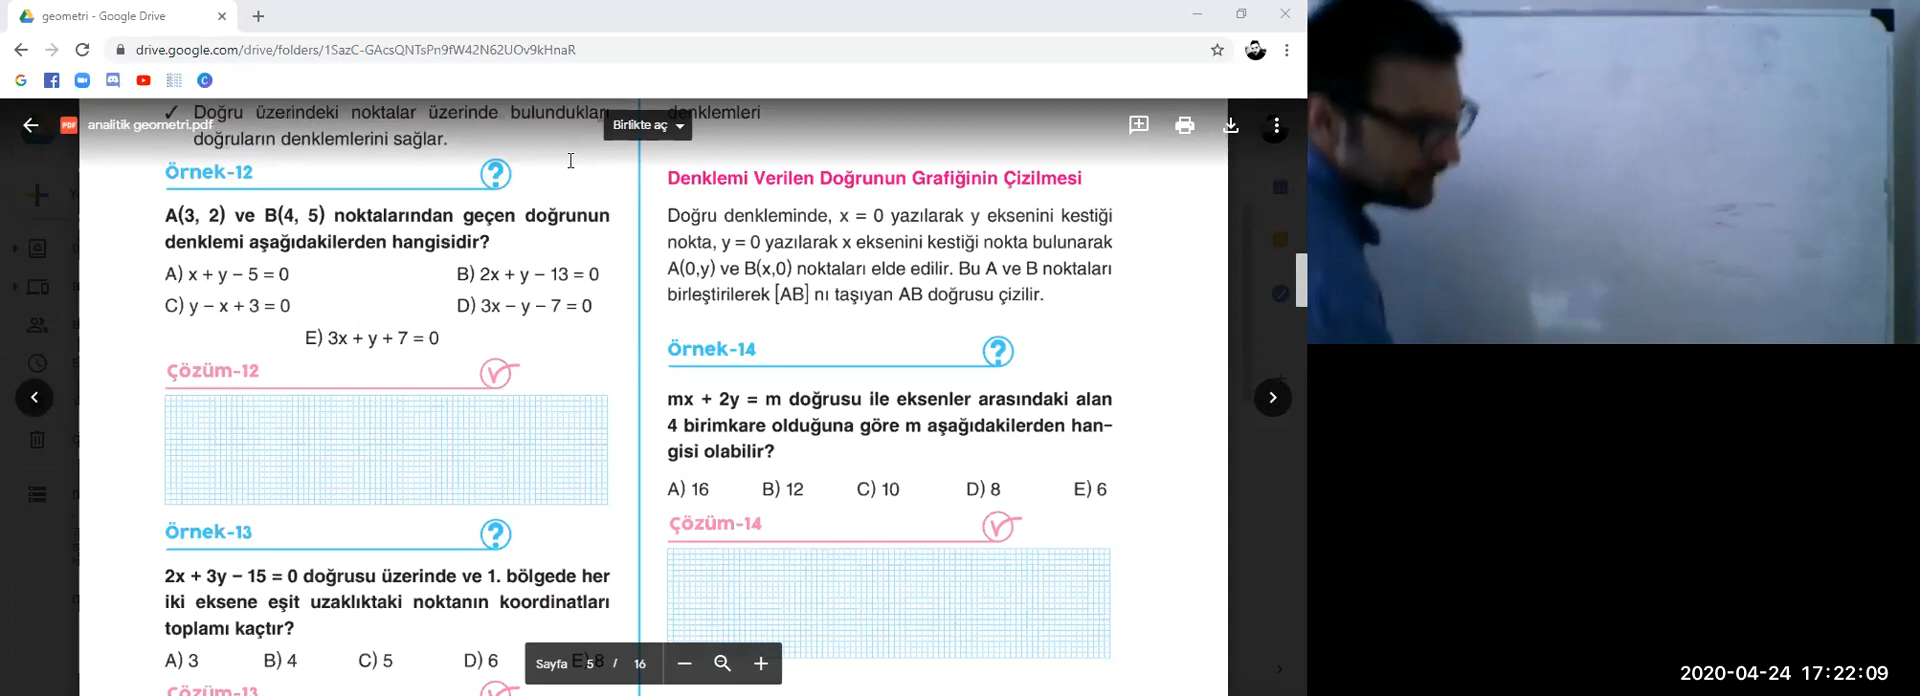 geometri - Google Drive
drive.google.com/drive/folders/1SazC-GAcsQNTsPn9fW42N62UOv9kHnaR
PDF analitik geometri.pdf
Birlikte aç
✓ Doğru üzerindeki noktalar üzerinde bulundukları
doğruların denklemlerini sağlar.
Örnek-12
A(3, 2) ve B(4, 5) noktalarından geçen doğrunun
denklemi aşağıdakilerden hangisidir?
A) x + y − 5 = 0 B) 2x + y − 13 = 0
C) y − x + 3 = 0 D) 3x − y − 7 = 0
E) 3x + y + 7 = 0
Çözüm-12
Örnek-13
2x + 3y − 15 = 0 doğrusu üzerinde ve 1. bölgede her
iki eksene eşit uzaklıktaki noktanın koordinatları
toplamı kaçtır?
A) 3 B) 4 C) 5 D) 6 E) 8
Çözüm-13
denklemleri
Denklemi Verilen Doğrunun Grafiğinin Çizilmesi
Doğru denkleminde, x = 0 yazılarak y eksenini kestiği
nokta, y = 0 yazılarak x eksenini kestiği nokta bulunarak
A(0,y) ve B(x,0) noktaları elde edilir. Bu A ve B noktaları
birleştirilerek [AB] nı taşıyan AB doğrusu çizilir.
Örnek-14
mx + 2y = m doğrusu ile eksenler arasındaki alan
4 birimkare olduğuna göre m aşağıdakilerden han-
gisi olabilir?
A) 16 B) 12 C) 10 D) 8 E) 6
Çözüm-14
Sayfa 5 / 16
2020-04-24 17:22:09